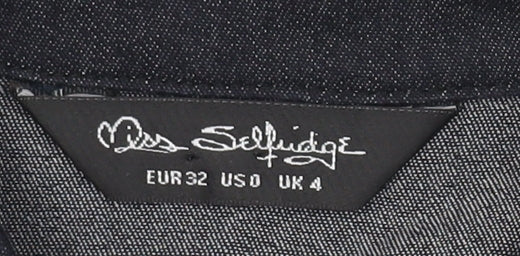 Miss Selfridge
EUR 32 US 0 UK 4